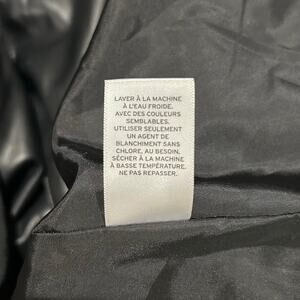 LAVER À LA MACHINE
À L'EAU FROIDE.
AVEC DES COULEURS
SEMBLABLES.
UTILISER SEULEMENT
UN AGENT DE
BLANCHIMENT SANS
CHLORE, AU BESOIN.
SÉCHER À LA MACHINE
À BASSE TEMPÉRATURE.
NE PAS REPASSER.